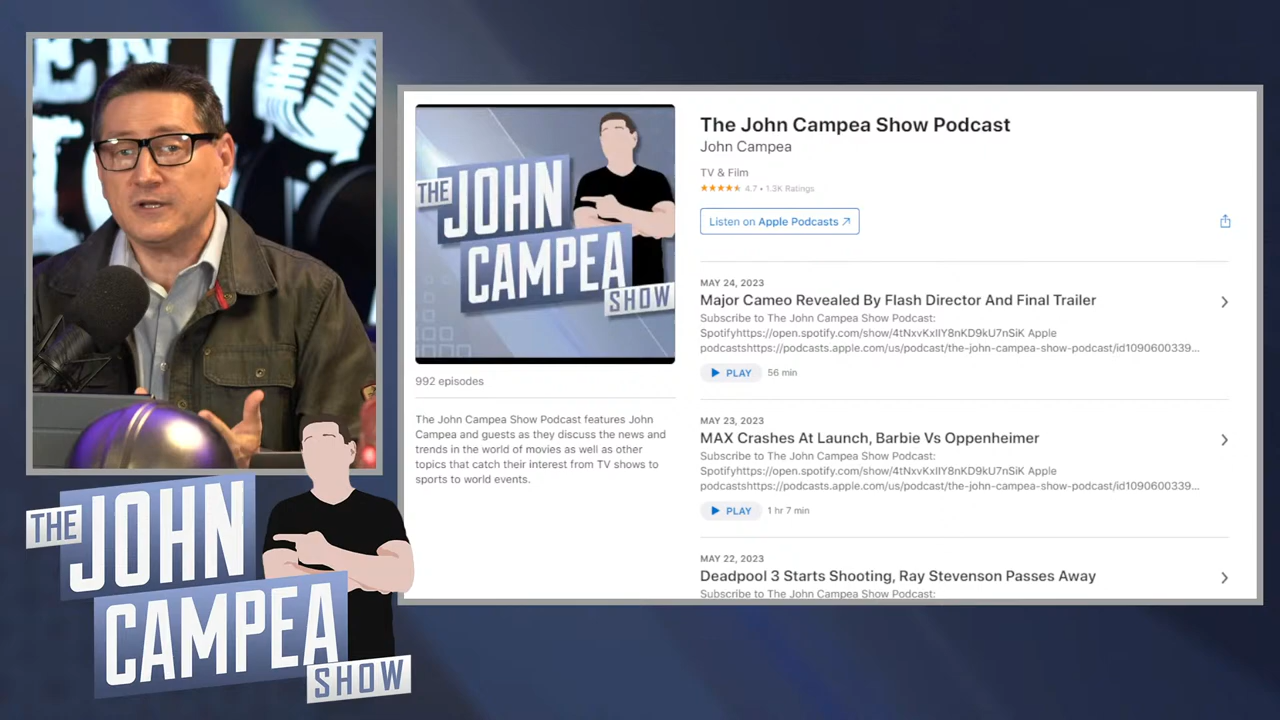 THE
JOHN
CAMPEA
SHOW
992 episodes
The John Campea Show Podcast features John
Campea and guests as they discuss the news and
trends in the world of movies as well as other
topics that catch their interest from TV shows to
sports to world events.
The John Campea Show Podcast
John Campea
TV & Film
4.7 • 1.3K Ratings
Listen on Apple Podcasts ↗
MAY 24, 2023
Major Cameo Revealed By Flash Director And Final Trailer
Subscribe to The John Campea Show Podcast:
Spotifyhttps://open.spotify.com/show/4tNxvKxIIY8nKD9kU7nSiK Apple
podcastshttps://podcasts.apple.com/us/podcast/the-john-campea-show-podcast/id1090600339...
PLAY 56 min
MAY 23, 2023
MAX Crashes At Launch, Barbie Vs Oppenheimer
Subscribe to The John Campea Show Podcast:
Spotifyhttps://open.spotify.com/show/4tNxvKxIIY8nKD9kU7nSiK Apple
podcastshttps://podcasts.apple.com/us/podcast/the-john-campea-show-podcast/id1090600339...
PLAY 1 hr 7 min
MAY 22, 2023
Deadpool 3 Starts Shooting, Ray Stevenson Passes Away
Subscribe to The John Campea Show Podcast:
THE
JOHN
CAMPEA
SHOW